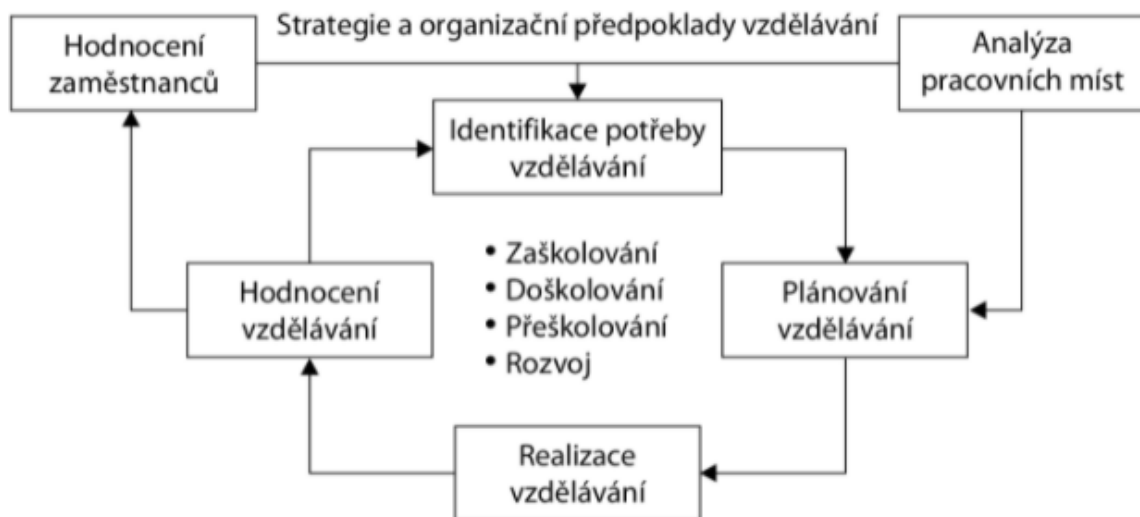 Strategie a organizační předpoklady vzdělávání
Hodnocení
zaměstnanců
Analýza
pracovních míst
Identifikace potřeby
vzdělávání
• Zaškolování
• Doškolování
• Přeškolování
• Rozvoj
Hodnocení
vzdělávání
Plánování
vzdělávání
Realizace
vzdělávání